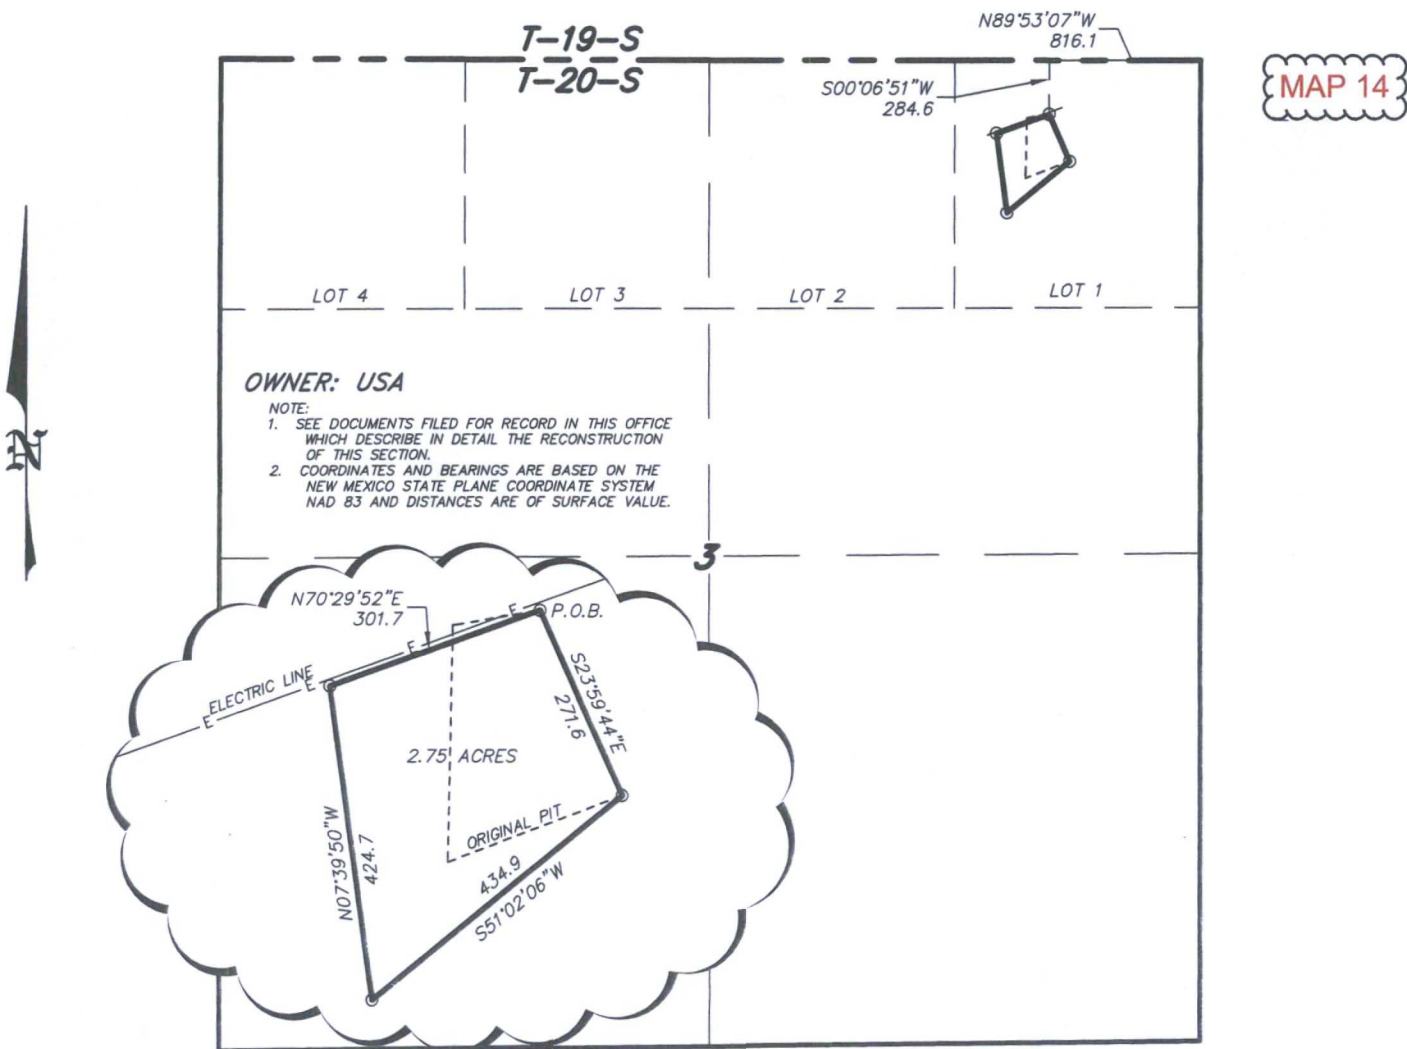 T-19-S
T-20-S
N89°53'07"W
816.1
S00°06'51"W
284.6
MAP 14
LOT 4
LOT 3
LOT 2
LOT 1
OWNER: USA
NOTE:
1. SEE DOCUMENTS FILED FOR RECORD IN THIS OFFICE
WHICH DESCRIBE IN DETAIL THE RECONSTRUCTION
OF THIS SECTION.
2. COORDINATES AND BEARINGS ARE BASED ON THE
NEW MEXICO STATE PLANE COORDINATE SYSTEM
NAD 83 AND DISTANCES ARE OF SURFACE VALUE.
N
3
N70°29'52"E
301.7
P.O.B.
E
E
E
E
ELECTRIC LINE
S23°59'44"E
271.6
2.75 ACRES
ORIGINAL PIT
N07°39'50"W
424.7
434.9
S51°02'06"W